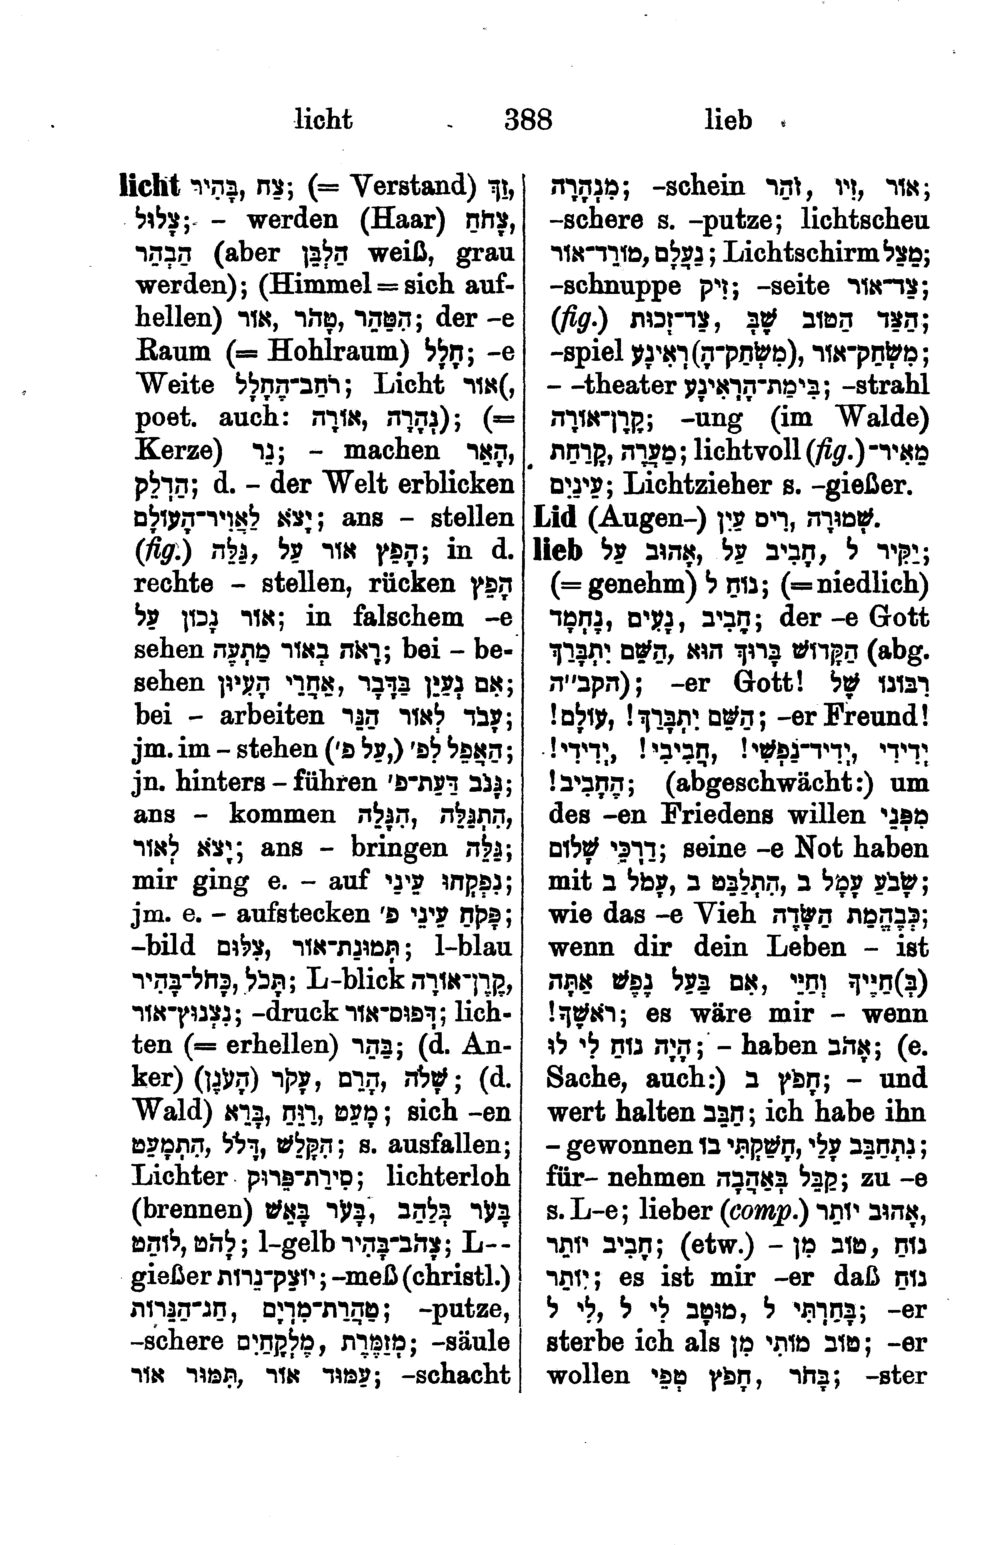 licht 388 lieb
licht בָּהִיר, צַח; (= Verstand) זַךְ,
צָלוּל; – werden (Haar) צָחֹחַ,
הַבְהַר (aber הַלְבֵּן weiß, grau
werden); (Himmel = sich auf-
hellen) אוֹר, טָהֹר, הִטַּהֵר; der –e
Raum (= Hohlraum) חָלָל; –e
Weite רֹחַב־הֶחָלָל; Licht אוֹר (,
poet. auch: אוֹרָה, נְהָרָה); (=
Kerze) נֵר; – machen הָאֵר,
הַדְלֵק; d. – der Welt erblicken
יָצֹא לַאֲוִיר־הָעוֹלָם; ans – stellen
(fig.) הָפֵץ אוֹר עַל, גַּלֵּה; in d.
rechte – stellen, rücken הָפֵץ
אוֹר נָכוֹן עַל; in falschem –e
sehen רָאֹה בְאוֹר מַתְעֶה; bei – be-
sehen אִם נְעַיֵּן בַּדָּבָר, אַחֲרֵי הָעִיּוּן;
bei – arbeiten עָבֹד לְאוֹר הַנֵּר;
jm. im – stehen הַאֲפֵל לִפ' (,עַל פ');
jn. hinters – führen גָּנֹב דַּעַת־פ';
ans – kommen הִתְגַּלֵּה, הִגָּלֵה,
יָצֹא לְאוֹר; ans – bringen גַּלֵּה;
mir ging e. – auf נִפְקְחוּ עֵינַי;
jm. e. – aufstecken פָּקֹחַ עֵינֵי פ';
–bild תְּמוּנַת־אוֹר, צִלּוּם; l–blau
תָּכֹל, כָּחֹל־בָּהִיר; L–blick קֶרֶן־אוֹרָה,
נִצְנוּץ־אוֹר; –druck דְּפוּס־אוֹר; lich-
ten (= erhellen) בַּהֵר; (d. An-
ker) שָׁלֹה, הָרֵם, עָקֹר (הָעֹגֶן); (d.
Wald) מָעֵט, רַוֵּחַ, בָּרֵא; sich –en
הִתְמָעֵט, דָּלֹל, הִקָּלֵשׁ; s. ausfallen;
Lichter סִירַת־פֵּרוּק; lichterloh
(brennen) בָּעֹר בְּלַהַב, בָּעֹר בָּאֵשׁ,
לָהֹט, לוֹהֵט; l–gelb צָהֹב־בָּהִיר; L––
gießer יוֹצֵק־נֵרוֹת; –meß (christl.)
טַהֲרַת־מִרְיָם, חַג־הַנֵּרוֹת; –putze,
–schere מְזַמֶּרֶת, מֶלְקָחַיִם; –säule
עַמּוּד אוֹר, תִּמּוּר אוֹר; –schacht
מִנְהָרָה; –schein אוֹר, זִיו, זֹהַר;
–schere s. –putze; lichtscheu
נֶעְלָם, מוֹרֵד־אוֹר; Lichtschirm מֵצַל;
–schnuppe זִיק; –seite צַד־אוֹר;
(fig.) הַצַּד הַטּוֹב שֶׁבְּ, צַד־זְכוּת;
–spiel מִשְׂחַק־אוֹר, (מִשְׂחַק־הָ)רְאִינֹעַ;
– –theater בִּימַת־הָרְאִינֹעַ; –strahl
קֶרֶן־אוֹרָה; –ung (im Walde)
מַעֲרֶה, קָרַחַת; lichtvoll (fig.) מֵאִיר־
עֵינַיִם; Lichtzieher s. –gießer.
Lid (Augen–) שְׁמוּרָה, רִיס עַיִן.
lieb יַקִּיר לְ, חָבִיב עַל, אָהוּב עַל;
(= genehm) נוֹחַ לְ; (= niedlich)
חָבִיב, נָעִים, נֶחְמָד; der –e Gott
הַקָּדוֹשׁ בָּרוּךְ הוּא, הַשֵּׁם יִתְבָּרֵךְ (abg.
הקב"ה); –er Gott! רִבּוֹנוֹ שֶׁל
עוֹלָם!, הַשֵּׁם יִתְבָּרֵךְ!; –er Freund!
יְדִידִי, יְדִיד־נַפְשִׁי!, חֲבִיבִי!, יְדִידִי!,
הֶחָבִיב!; (abgeschwächt:) um
des –en Friedens willen מִפְּנֵי
דַרְכֵּי שָׁלוֹם; seine –e Not haben
mit שָׂבֹעַ עָמָל בְּ, הִתְלַבֵּט בְּ, עָמֹל בְּ;
wie das –e Vieh כְּבֶהֱמַת הַשָּׂדֶה;
wenn dir dein Leben – ist
(בְּ)חַיֶּיךָ וְחַיֵּי, אִם בַּעַל נֶפֶשׁ אַתָּה
רֹאשְׁךָ!; es wäre mir – wenn
הָיָה נוֹחַ לִי לוּ; – haben אָהֹב; (e.
Sache, auch:) חָפֹץ בְּ; – und
wert halten חַבֵּב; ich habe ihn
– gewonnen נִתְחַבֵּב עָלַי, חָשַׁקְתִּי בוֹ;
für– nehmen קַבֵּל בְּאַהֲבָה; zu –e
s. L–e; lieber (comp.) אָהוּב יוֹתֵר,
חָבִיב יוֹתֵר; (etw.) – טוֹב מִן, נוֹחַ
יוֹתֵר; es ist mir –er daß נוֹחַ
לִי לְ, מוּטָב לִי לְ, בָּחַרְתִּי לְ; –er
sterbe ich als טוֹב מוֹתִי מִן; –er
wollen בָּחֹר, חָפֹץ טְפֵי; –ster